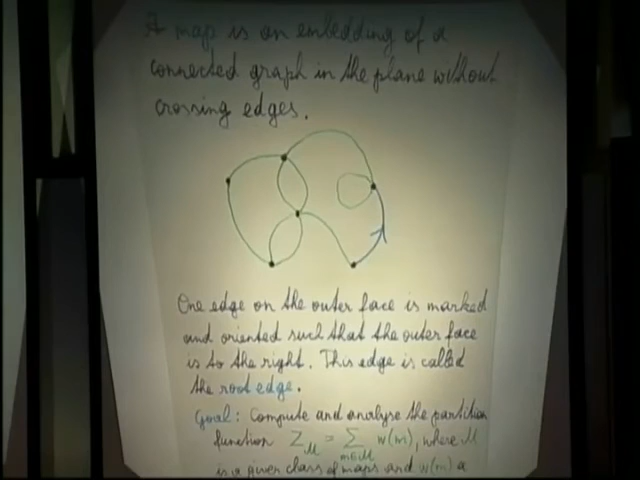 A map is an embedding of a
connected graph in the plane without
crossing edges.
One edge on the outer face is marked
and oriented such that the outer face
is to the right. This edge is called
the root edge.
Goal: Compute and analyse the partition
function Z_M = Σ_{m∈M} w(m), where M
is a given class of maps and w(m) a